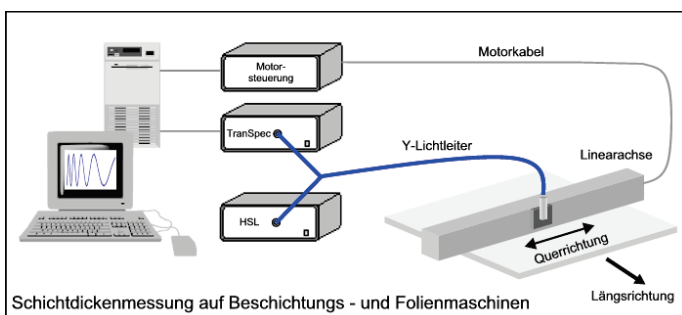 Motorkabel
Motor-
steuerung
TranSpec
Y-Lichtleiter
Linearachse
HSL
Querrichtung
Längsrichtung
Schichtdickenmessung auf Beschichtungs - und Folienmaschinen